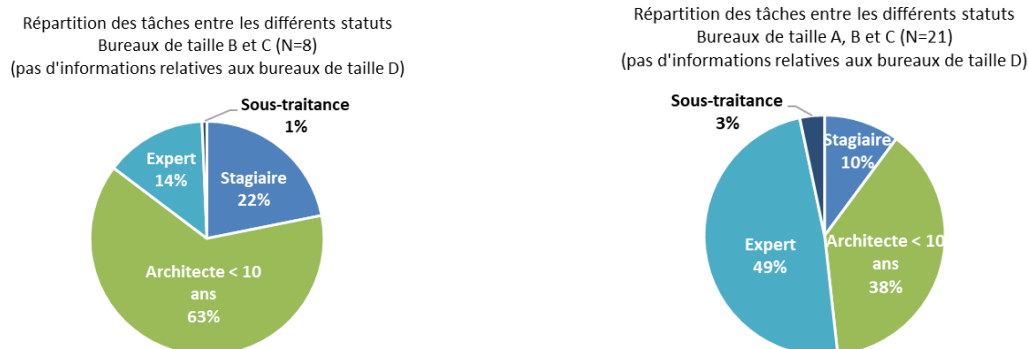 Répartition des tâches entre les différents statuts
Bureaux de taille B et C (N=8)
(pas d'informations relatives aux bureaux de taille D)
Sous-traitance
1%
Expert
14%
Stagiaire
22%
Architecte < 10
ans
63%
Répartition des tâches entre les différents statuts
Bureaux de taille A, B et C (N=21)
(pas d'informations relatives aux bureaux de taille D)
Sous-traitance
3%
Stagiaire
10%
Expert
49%
Architecte < 10
ans
38%